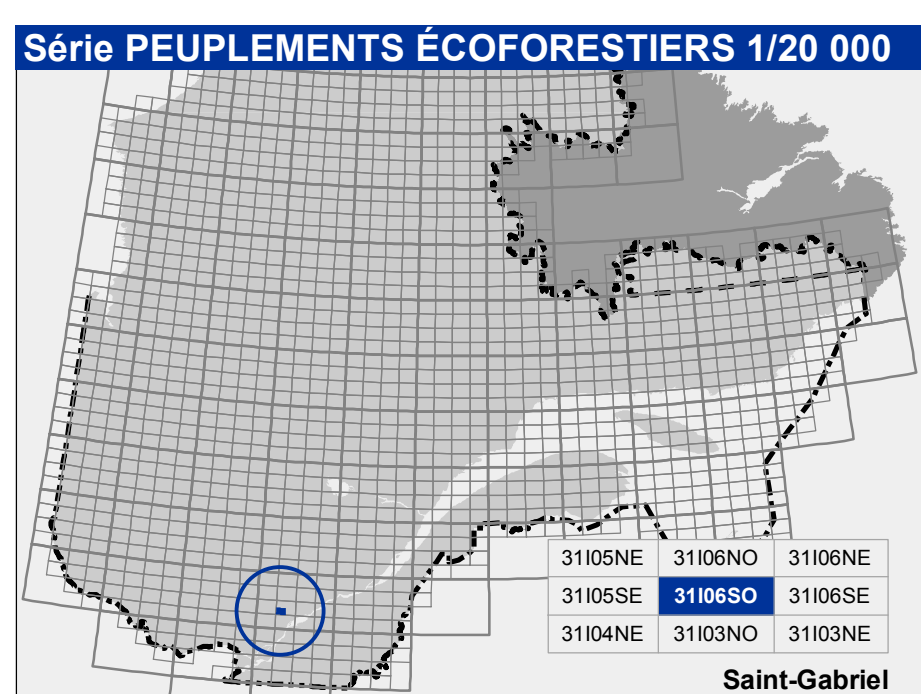 Série PEUPLEMENTS ÉCOFORESTIERS 1/20 000
31I05NE 31I06NO 31I06NE
31I05SE 31I06SO 31I06SE
31I04NE 31I03NO 31I03NE
Saint-Gabriel